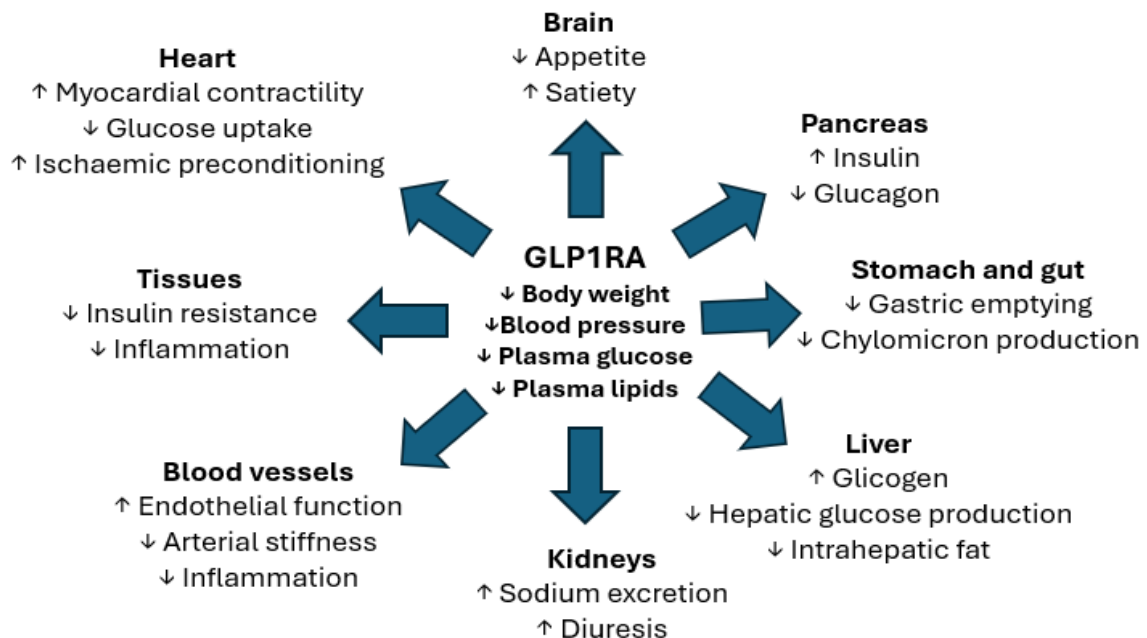 Brain
↓ Appetite
↑ Satiety
Heart
↑ Myocardial contractility
↓ Glucose uptake
↑ Ischaemic preconditioning
Pancreas
↑ Insulin
↓ Glucagon
GLP1RA
↓ Body weight
↓Blood pressure
↓ Plasma glucose
↓ Plasma lipids
Tissues
↓ Insulin resistance
↓ Inflammation
Stomach and gut
↓ Gastric emptying
↓ Chylomicron production
Blood vessels
↑ Endothelial function
↓ Arterial stiffness
↓ Inflammation
Liver
↑ Glicogen
↓ Hepatic glucose production
↓ Intrahepatic fat
Kidneys
↑ Sodium excretion
↑ Diuresis